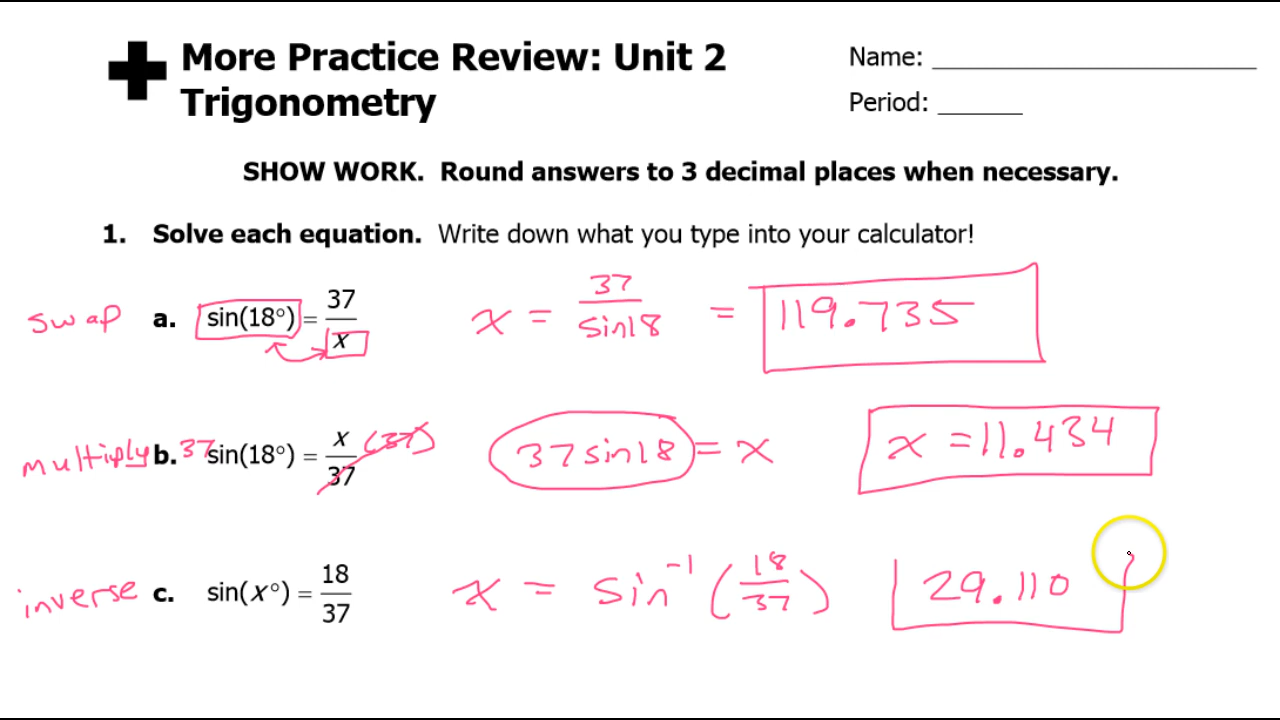 More Practice Review: Unit 2
Trigonometry
Name: ______________________
Period: ______
SHOW WORK. Round answers to 3 decimal places when necessary.
1. Solve each equation. Write down what you type into your calculator!
swap a. sin(18°) = 37/x x = 37/sin18 = 119.735
multiply b. 37 sin(18°) = x/37 (37) 37sin18 = x x = 11.434
inverse c. sin(x°) = 18/37 x = sin⁻¹(18/37) 29.110